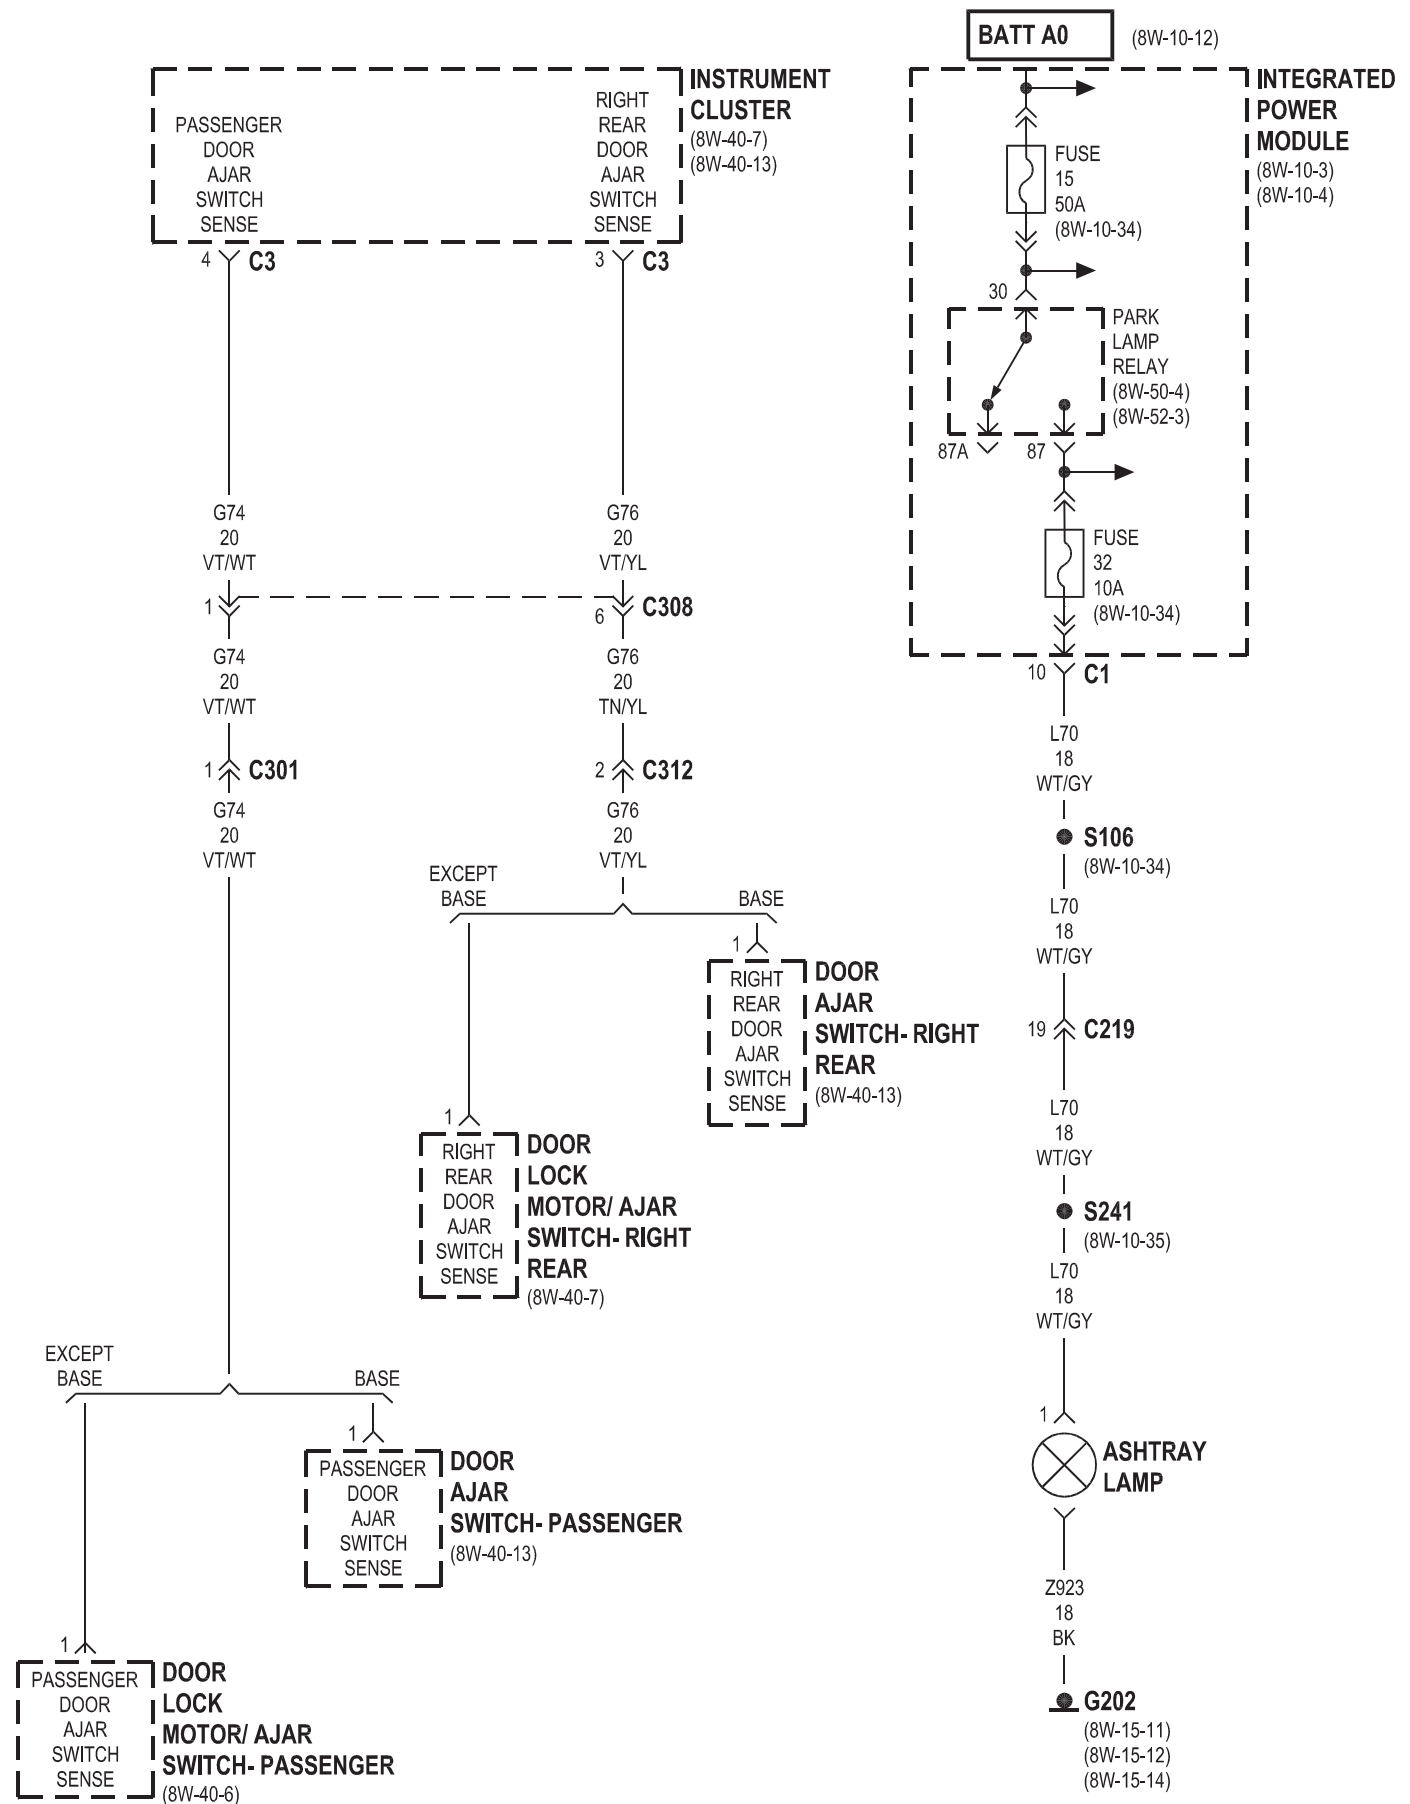 BATT A0
(8W-10-12)
INSTRUMENT
CLUSTER
(8W-40-7)
(8W-40-13)
PASSENGER
DOOR
AJAR
SWITCH
SENSE
RIGHT
REAR
DOOR
AJAR
SWITCH
SENSE
4 C3
3 C3
G74
20
VT/WT
G76
20
VT/YL
1
6 C308
G74
20
VT/WT
G76
20
TN/YL
1 C301
2 C312
G74
20
VT/WT
G76
20
VT/YL
EXCEPT
BASE
BASE
1
RIGHT
REAR
DOOR
AJAR
SWITCH
SENSE
DOOR
AJAR
SWITCH- RIGHT
REAR
(8W-40-13)
1
RIGHT
REAR
DOOR
AJAR
SWITCH
SENSE
DOOR
LOCK
MOTOR/ AJAR
SWITCH- RIGHT
REAR
(8W-40-7)
EXCEPT
BASE
BASE
1
PASSENGER
DOOR
AJAR
SWITCH
SENSE
DOOR
AJAR
SWITCH- PASSENGER
(8W-40-13)
1
PASSENGER
DOOR
AJAR
SWITCH
SENSE
DOOR
LOCK
MOTOR/ AJAR
SWITCH- PASSENGER
(8W-40-6)
INTEGRATED
POWER
MODULE
(8W-10-3)
(8W-10-4)
FUSE
15
50A
(8W-10-34)
30
PARK
LAMP
RELAY
(8W-50-4)
(8W-52-3)
87A
87
FUSE
32
10A
(8W-10-34)
10 C1
L70
18
WT/GY
S106
(8W-10-34)
L70
18
WT/GY
19 C219
L70
18
WT/GY
S241
(8W-10-35)
L70
18
WT/GY
1
ASHTRAY
LAMP
Z923
18
BK
G202
(8W-15-11)
(8W-15-12)
(8W-15-14)